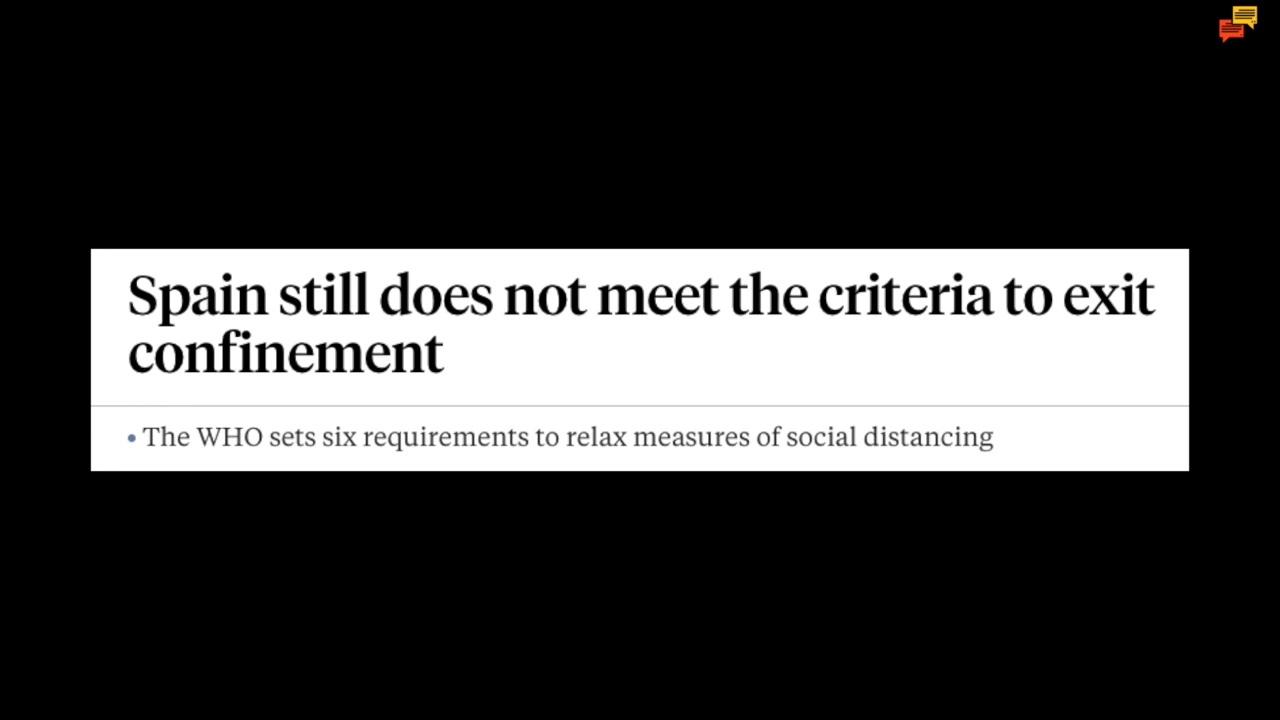 Spain still does not meet the criteria to exit
confinement
• The WHO sets six requirements to relax measures of social distancing